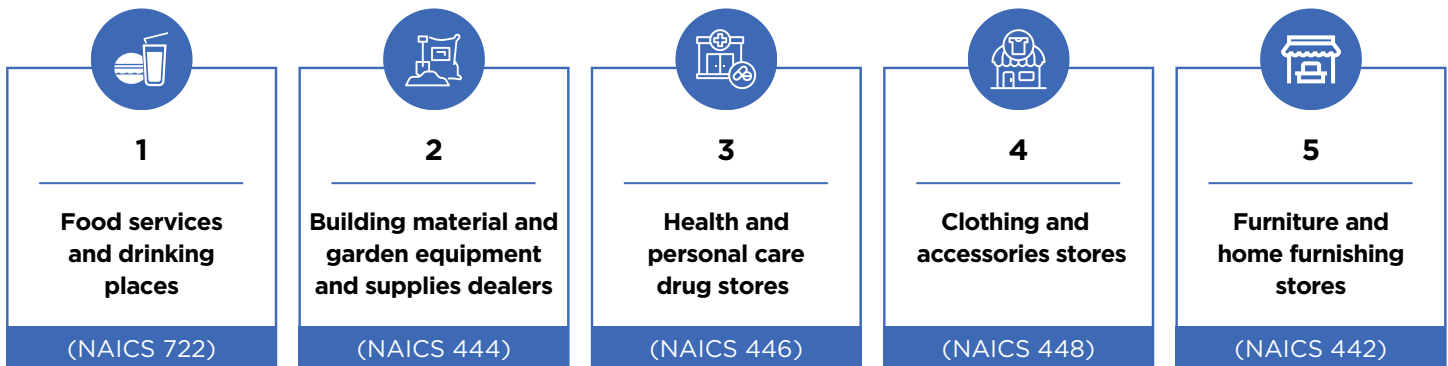 1
Food services
and drinking
places
(NAICS 722)
2
Building material and
garden equipment
and supplies dealers
(NAICS 444)
3
Health and
personal care
drug stores
(NAICS 446)
4
Clothing and
accessories stores
(NAICS 448)
5
Furniture and
home furnishing
stores
(NAICS 442)